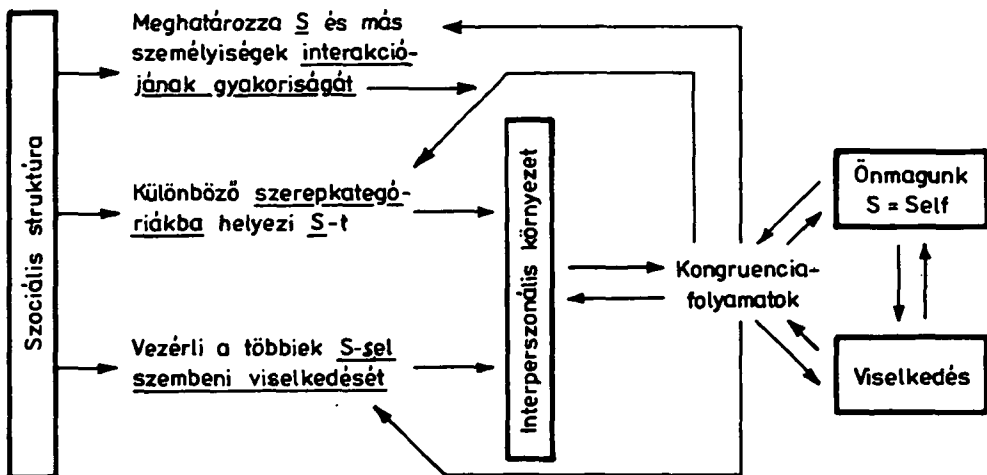 Szociális struktúra
Meghatározza S és más
személyiségek interakció-
jának gyakoriságát
Különböző szerepkategó-
riákba helyezi S-t
Vezérli a többiek S-sel
szembeni viselkedését
Interperszonális környezet
Kongruencia-
folyamatok
Önmagunk
S = Self
Viselkedés